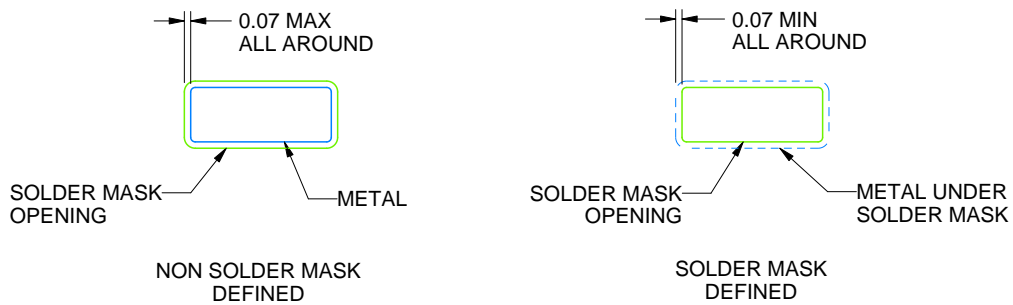 0.07 MAX
ALL AROUND
SOLDER MASK
OPENING
METAL
NON SOLDER MASK
DEFINED
0.07 MIN
ALL AROUND
SOLDER MASK
OPENING
METAL UNDER
SOLDER MASK
SOLDER MASK
DEFINED